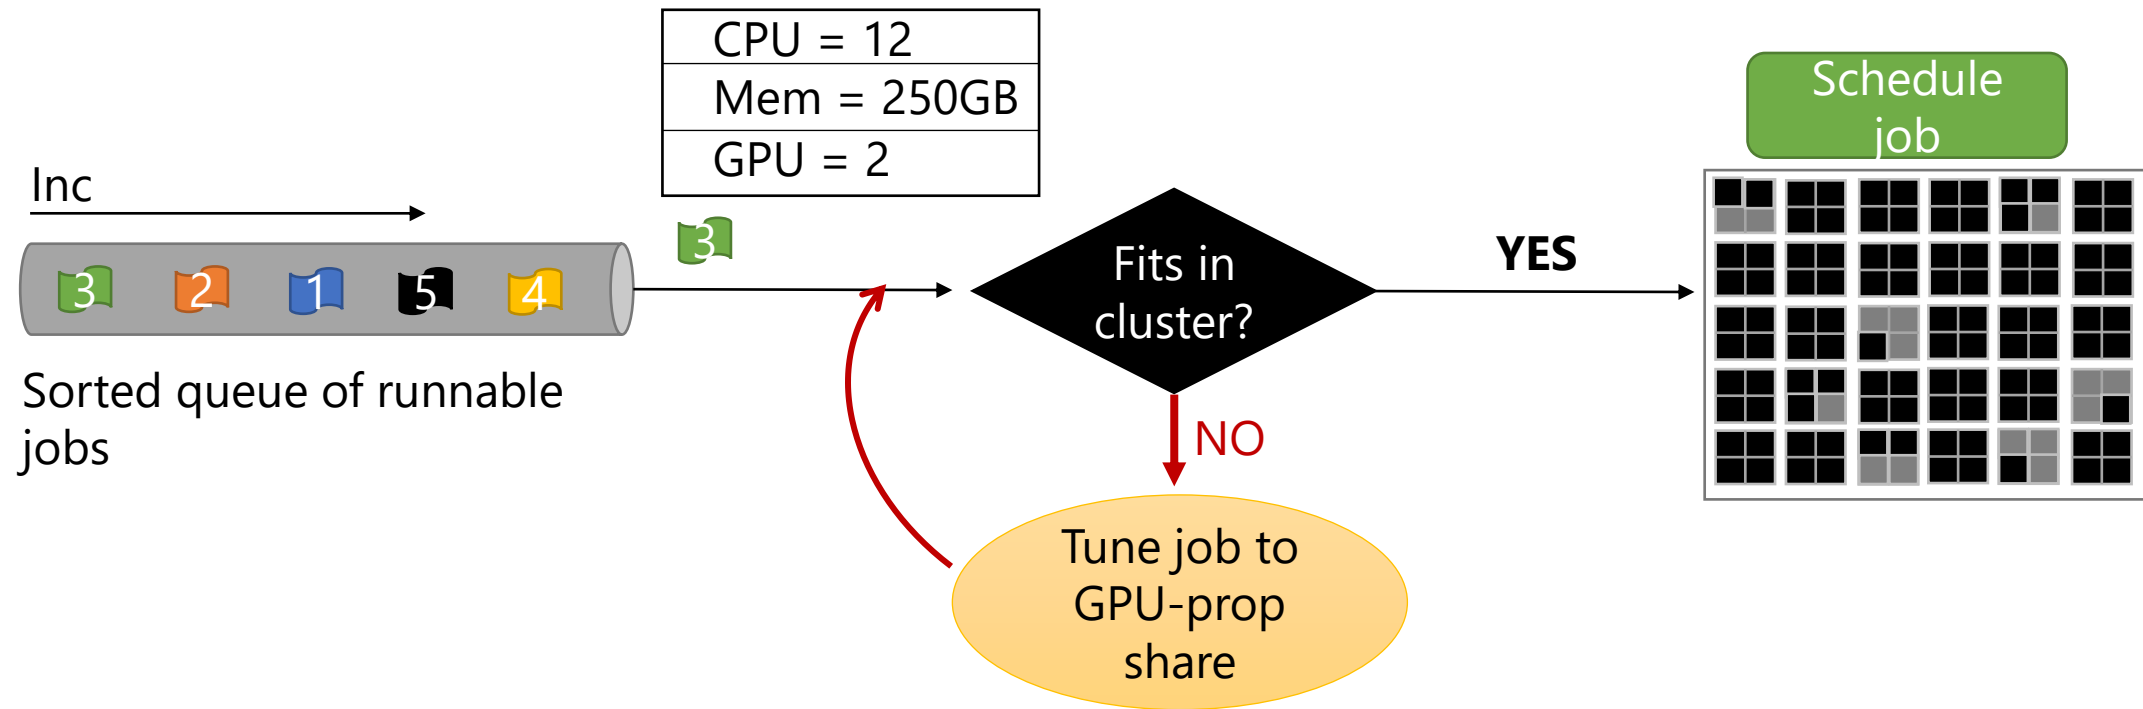 CPU = 12
Mem = 250GB
GPU = 2
Schedule
job
Inc
3
3
2
1
5
4
Fits in
cluster?
YES
Sorted queue of runnable
jobs
NO
Tune job to
GPU-prop
share